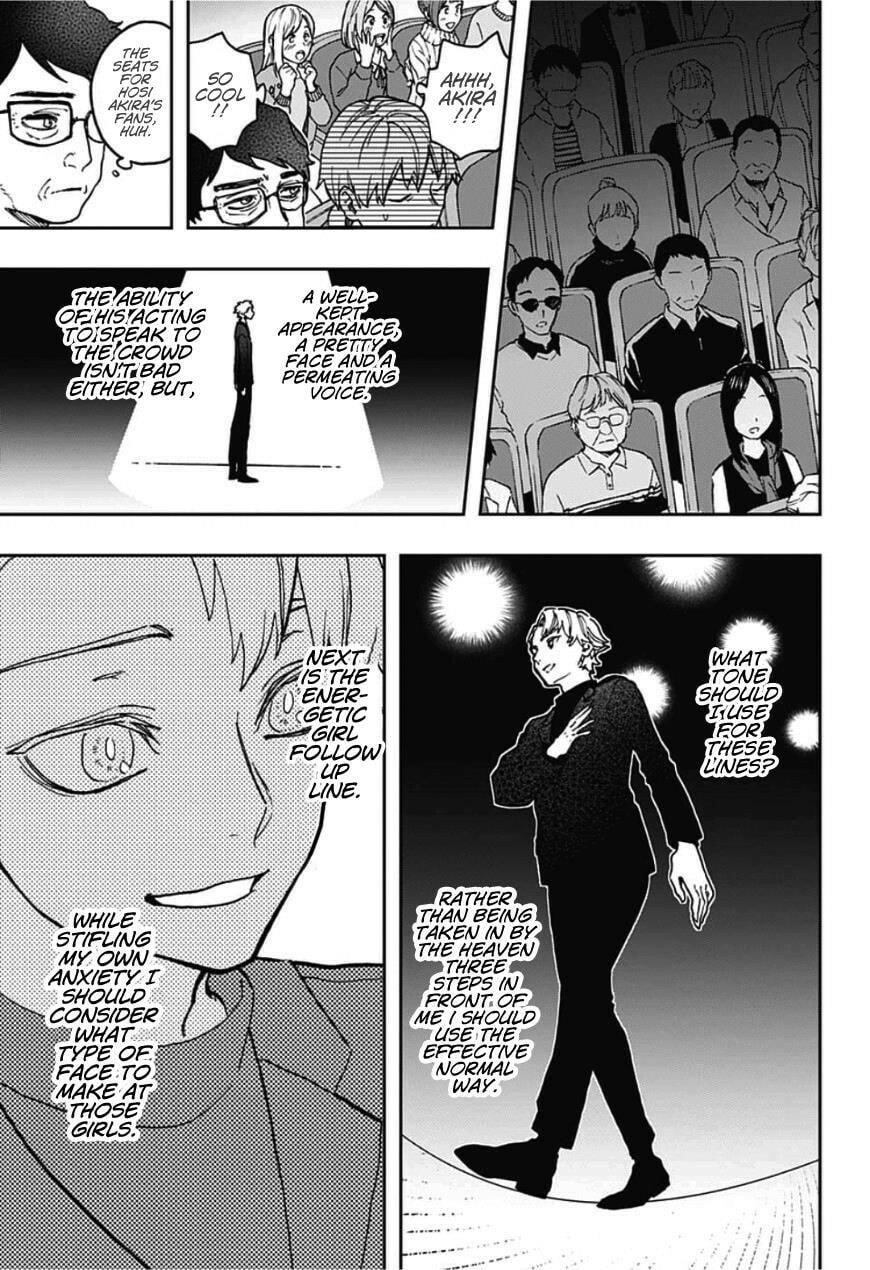 AHHH,
AKIRA
!!!
SO
COOL
!!
THE
SEATS
FOR
HOSI
AKIRA'S
FANS,
HUH.
A WELL-
KEPT
APPEARANCE,
A PRETTY
FACE AND A
PERMEATING
VOICE.
THE ABILITY
OF HIS ACTING
TO SPEAK TO
THE CROWD
ISN'T BAD
EITHER, BUT,
WHAT
TONE
SHOULD
I USE
FOR
THESE
LINES?
RATHER
THAN BEING
TAKEN IN BY
THE HEAVEN
THREE
STEPS IN
FRONT OF
ME I SHOULD
USE THE
EFFECTIVE
NORMAL
WAY.
NEXT
IS THE
ENER-
GETIC
GIRL
FOLLOW
UP
LINE.
WHILE
STIFLING
MY OWN
ANXIETY I
SHOULD
CONSIDER
WHAT
TYPE OF
FACE TO
MAKE AT
THOSE
GIRLS.